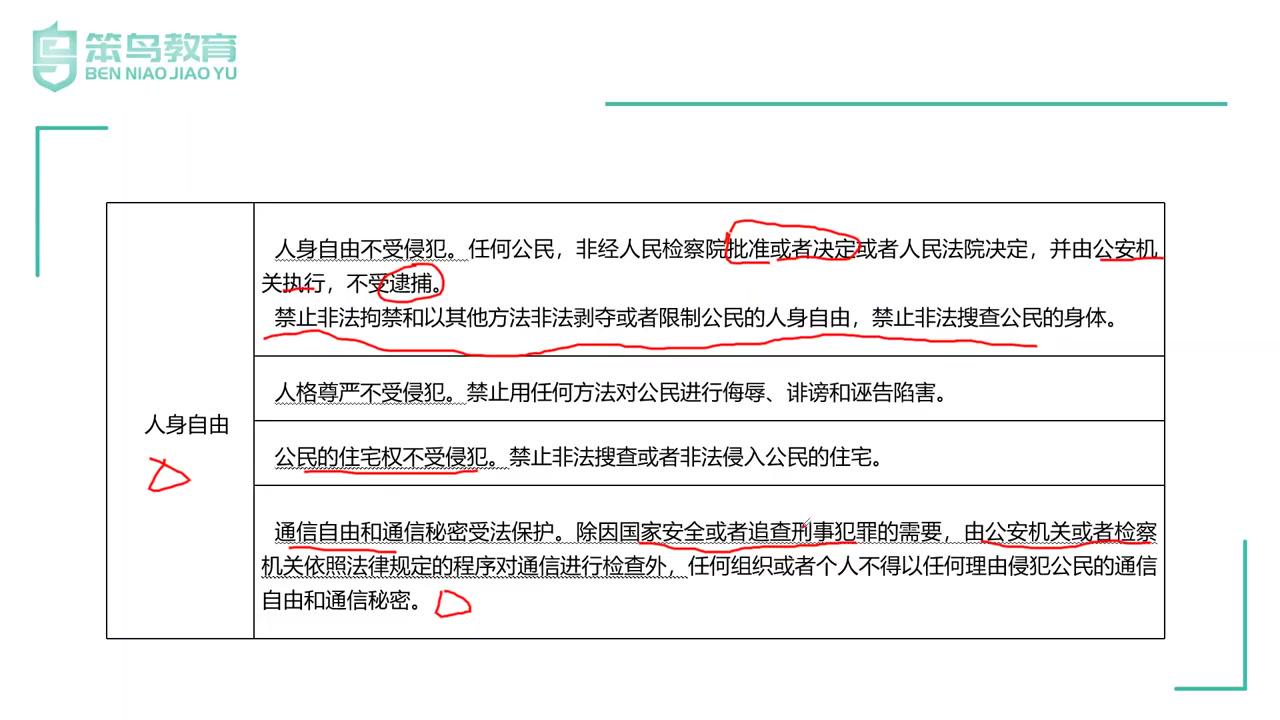 笨鸟教育
BEN NIAO JIAO YU
人身自由不受侵犯。任何公民，非经人民检察院批准或者决定或者人民法院决定，并由公安机
关执行，不受逮捕。
禁止非法拘禁和以其他方法非法剥夺或者限制公民的人身自由，禁止非法搜查公民的身体。
人格尊严不受侵犯。禁止用任何方法对公民进行侮辱、诽谤和诬告陷害。
人身自由
公民的住宅权不受侵犯。禁止非法搜查或者非法侵入公民的住宅。
通信自由和通信秘密受法保护。除因国家安全或者追查刑事犯罪的需要，由公安机关或者检察
机关依照法律规定的程序对通信进行检查外，任何组织或者个人不得以任何理由侵犯公民的通信
自由和通信秘密。